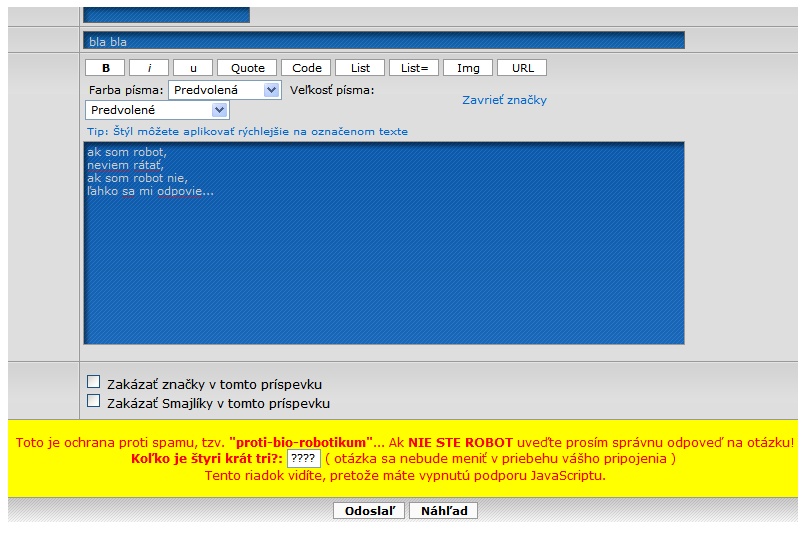 bla bla
B i u Quote Code List List= Img URL
Farba písma: Predvolená Veľkosť písma:
Predvolené
Zavrieť značky
Tip: Štýl môžete aplikovať rýchlejšie na označenom texte
ak som robot,
neviem rátať,
ak som robot nie,
ľahko sa mi odpovie...
Zakázať značky v tomto príspevku
Zakázať Smajlíky v tomto príspevku
Toto je ochrana proti spamu, tzv. "proti-bio-robotikum"... Ak NIE STE ROBOT uveďte prosím správnu odpoveď na otázku!
Koľko je štyri krát tri?: ???? ( otázka sa nebude meniť v priebehu vášho pripojenia )
Tento riadok vidíte, pretože máte vypnutú podporu JavaScriptu.
Odoslať Náhľad